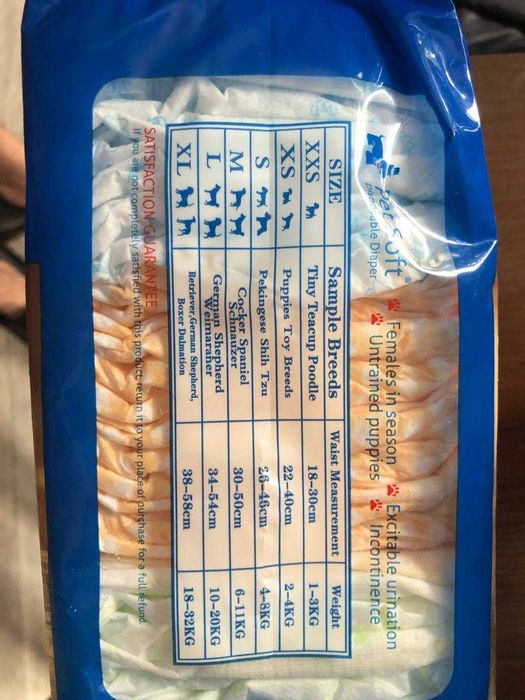 Pet Soft®
Disposable Diaper
Females in season Excitable urination
Untrained puppies Incontinence
SIZE Sample Breeds Waist Measurement Weight
XXS Tiny Teacup Poodle 18-30cm 1-3KG
XS Puppies Toy Breeds 22-40cm 2-4KG
S Pekingese Shih Tzu 26-46cm 4-8KG
M Cocker Spaniel Schnauzer 30-50cm 6-11KG
L German Shepherd Weimaraner 34-54cm 10-20KG
XL Retriever,German Shepherd, Boxer Dalmation 38-58cm 18-32KG
SATISFACTION GUARANTEE
If you are not completely satisfied with this product, return it to your place of purchase for a full refund.